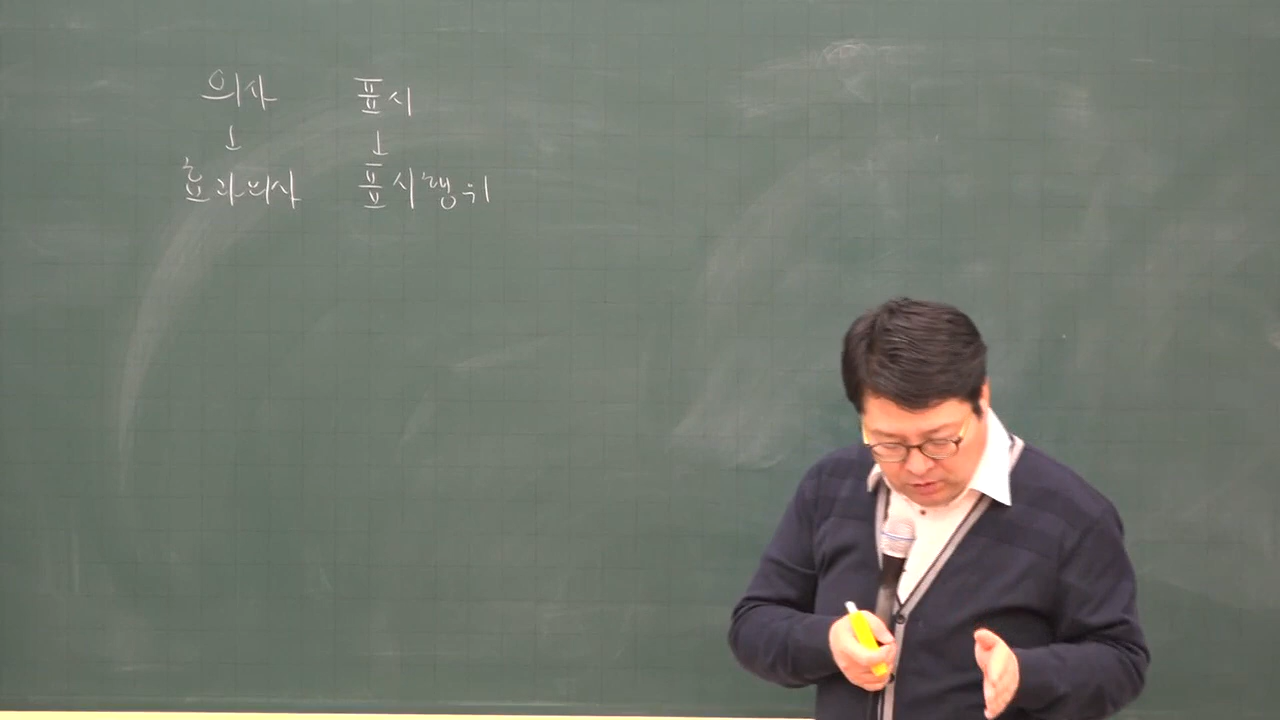 의사 표시
↓ ↓
효과의사 표시행위